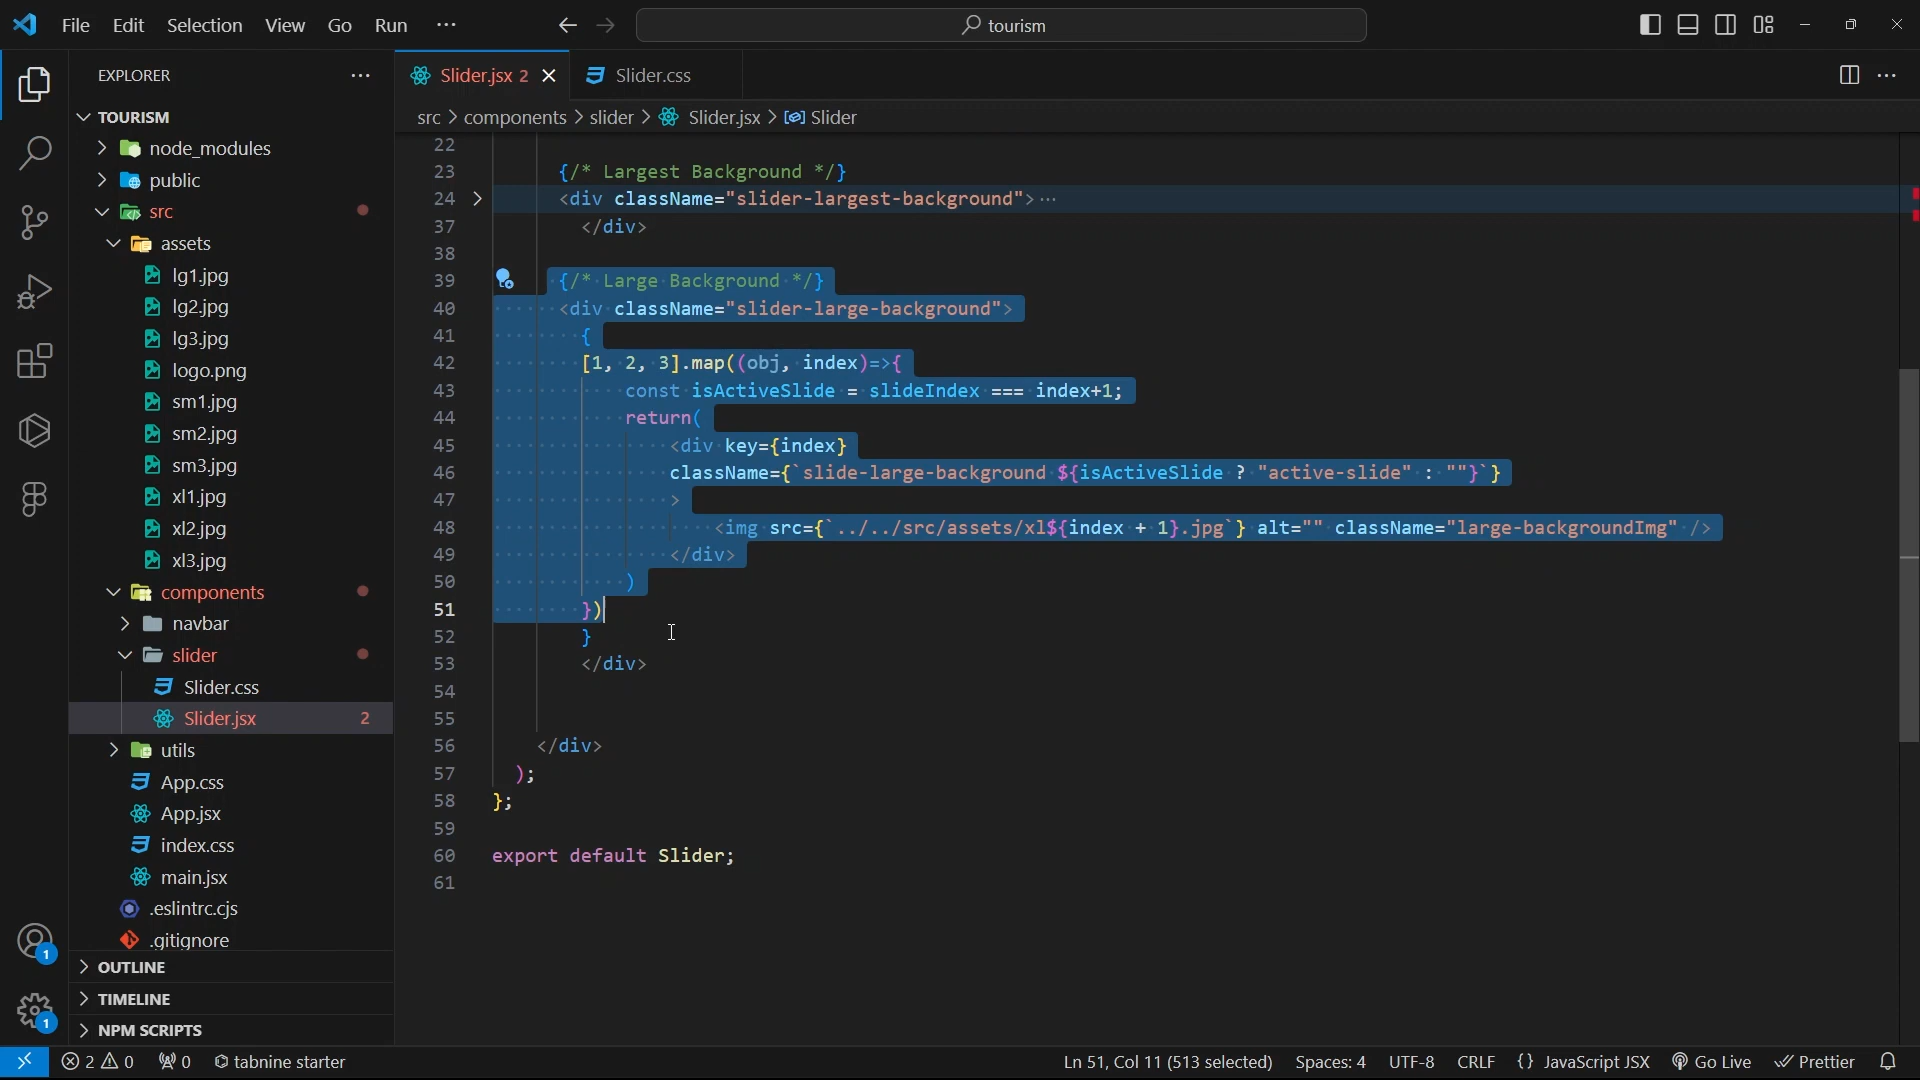 File Edit Selection View Go Run ···
tourism
EXPLORER ···
Slider.jsx 2
Slider.css
src > components > slider > Slider.jsx > Slider
TOURISM
node_modules
public
src
assets
lg1.jpg
lg2.jpg
lg3.jpg
logo.png
sm1.jpg
sm2.jpg
sm3.jpg
xl1.jpg
xl2.jpg
xl3.jpg
components
navbar
slider
Slider.css
Slider.jsx 2
utils
App.css
App.jsx
index.css
main.jsx
.eslintrc.cjs
.gitignore
OUTLINE
TIMELINE
NPM SCRIPTS
22
23 {/* Largest Background */}
24 <div className="slider-largest-background">···
37 </div>
38
39 {/* Large Background */}
40 <div className="slider-large-background">
41 {
42 [1, 2, 3].map((obj, index)=>{
43 const isActiveSlide = slideIndex === index+1;
44 return(
45 <div key={index}
46 className={`slide-large-background ${isActiveSlide ? "active-slide" : ""}`}
47 >
48 <img src={`../../src/assets/xl${index + 1}.jpg`} alt="" className="large-backgroundImg" />
49 </div>
50 )
51 })
52 }
53 </div>
54
55
56 </div>
57 );
58 };
59
60 export default Slider;
61
2 0 0 tabnine starter
Ln 51, Col 11 (513 selected) Spaces: 4 UTF-8 CRLF {} JavaScript JSX Go Live Prettier
1
1